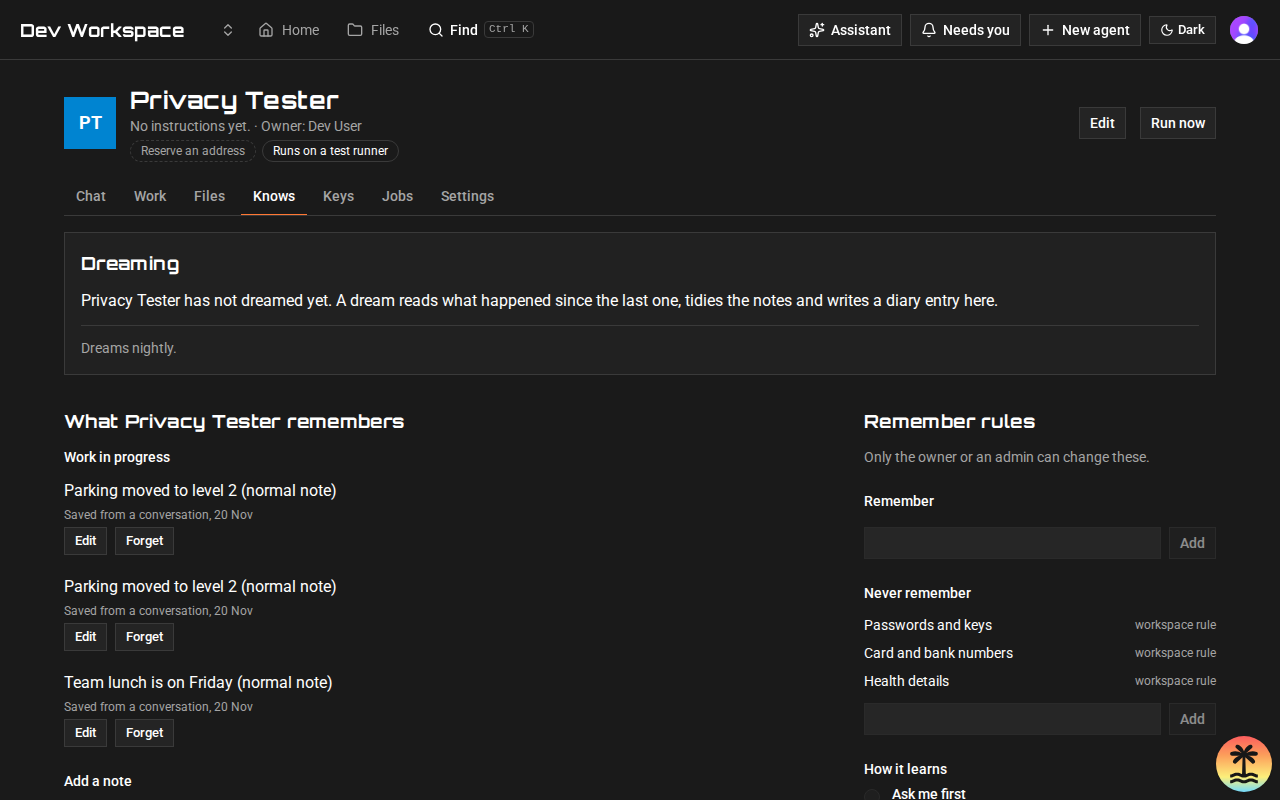 Dev Workspace
Home
Files
Find
Ctrl K
Assistant
Needs you
New agent
Dark
PT
Privacy Tester
No instructions yet. · Owner: Dev User
Reserve an address
Runs on a test runner
Edit
Run now
Chat
Work
Files
Knows
Keys
Jobs
Settings
Dreaming
Privacy Tester has not dreamed yet. A dream reads what happened since the last one, tidies the notes and writes a diary entry here.
Dreams nightly.
What Privacy Tester remembers
Work in progress
Parking moved to level 2 (normal note)
Saved from a conversation, 20 Nov
Edit
Forget
Parking moved to level 2 (normal note)
Saved from a conversation, 20 Nov
Edit
Forget
Team lunch is on Friday (normal note)
Saved from a conversation, 20 Nov
Edit
Forget
Add a note
Remember rules
Only the owner or an admin can change these.
Remember
Add
Never remember
Passwords and keys
workspace rule
Card and bank numbers
workspace rule
Health details
workspace rule
Add
How it learns
Ask me first